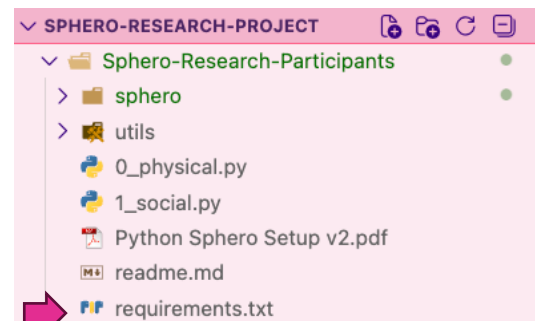 SPHERO-RESEARCH-PROJECT
Sphero-Research-Participants
sphero
utils
0_physical.py
1_social.py
Python Sphero Setup v2.pdf
M↓ readme.md
PIP requirements.txt